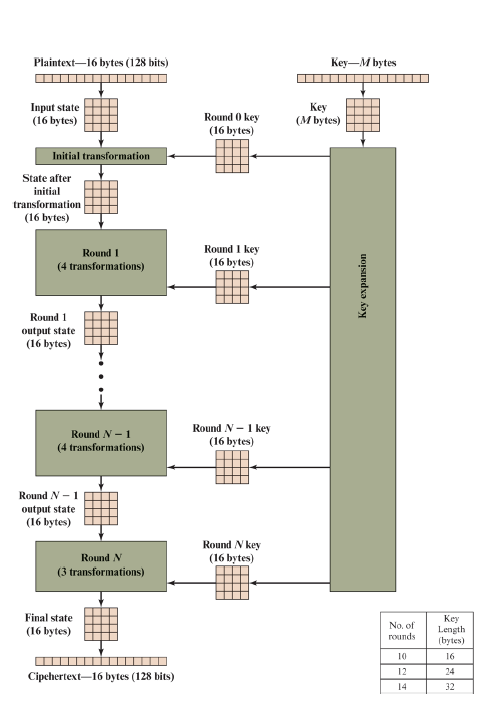 Plaintext—16 bytes (128 bits)
Key—M bytes
Input state
(16 bytes)
Round 0 key
(16 bytes)
Key
(M bytes)
Initial transformation
State after
initial
transformation
(16 bytes)
Round 1
(4 transformations)
Round 1 key
(16 bytes)
Key expansion
Round 1
output state
(16 bytes)
Round N − 1
(4 transformations)
Round N − 1 key
(16 bytes)
Round N − 1
output state
(16 bytes)
Round N
(3 transformations)
Round N key
(16 bytes)
Final state
(16 bytes)
No. of
rounds
Key
Length
(bytes)
10 16
12 24
14 32
Cipehertext—16 bytes (128 bits)